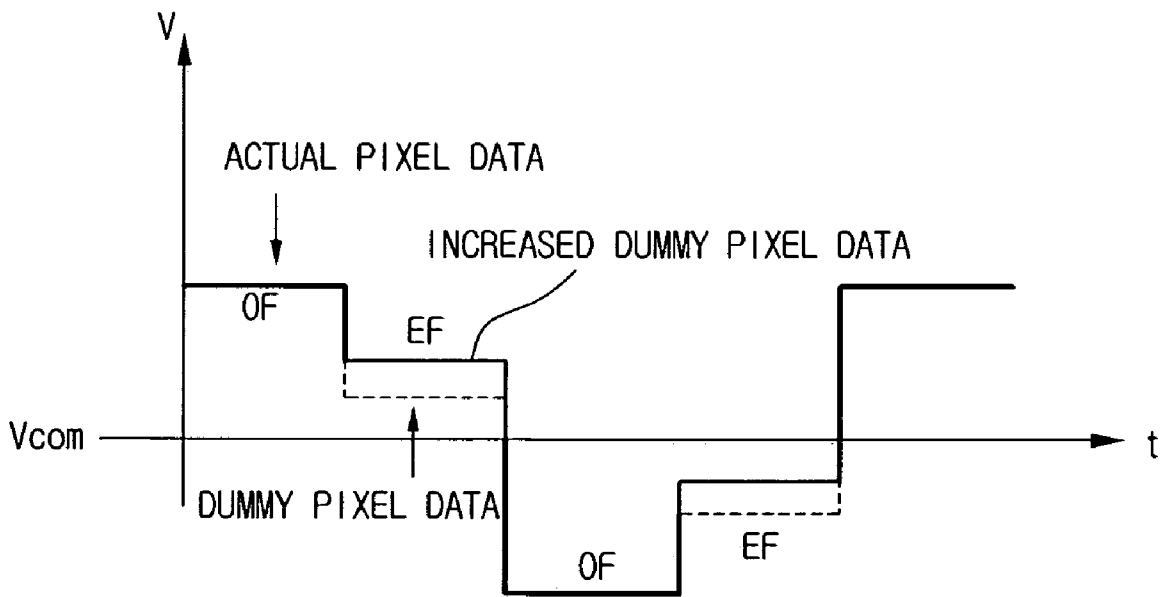 V
ACTUAL PIXEL DATA
INCREASED DUMMY PIXEL DATA
OF
EF
Vcom
t
DUMMY PIXEL DATA
EF
OF